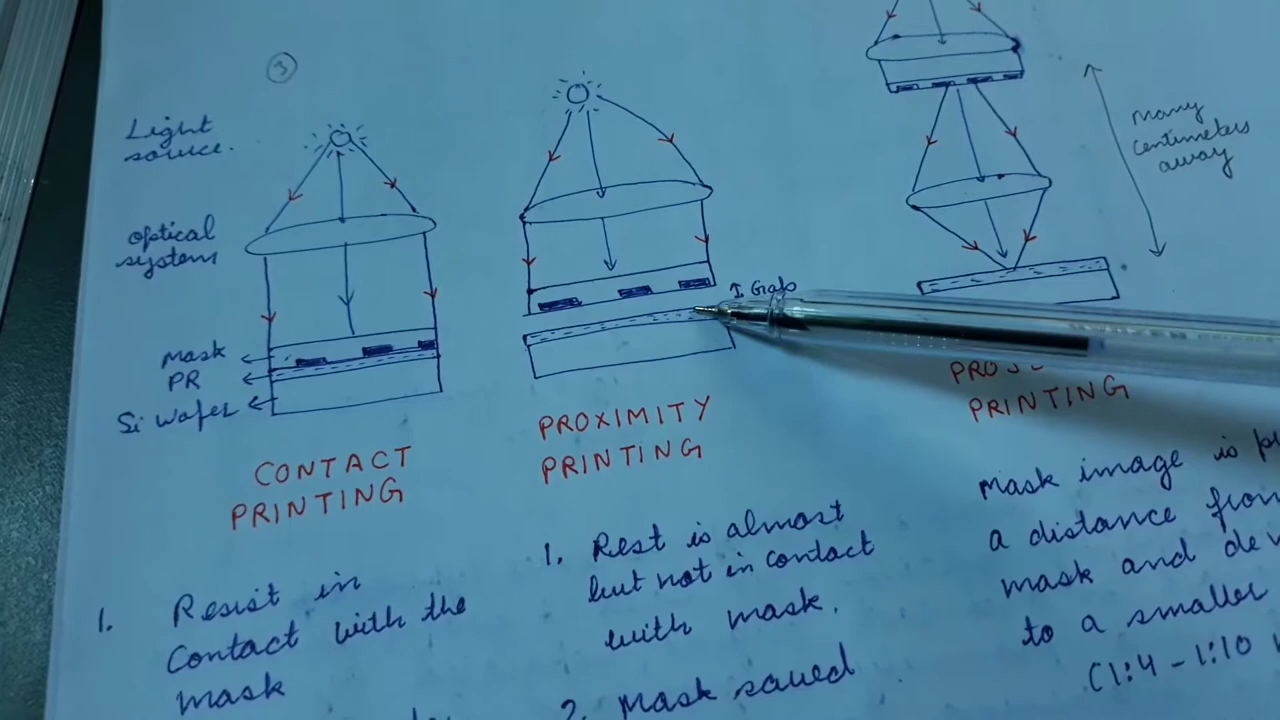 3
Light
source.
optical
system
Mask
PR
Si Wafer
CONTACT
PRINTING
1. Resist in
contact with the
mask
Gap
PROXIMITY
PRINTING
1. Rest is almost
but not in contact
with mask.
2. Mask saved
many
centimeters
away
PRINTING
mask image is
a distance from
mask and
to a smaller
(1:4 - 1:10